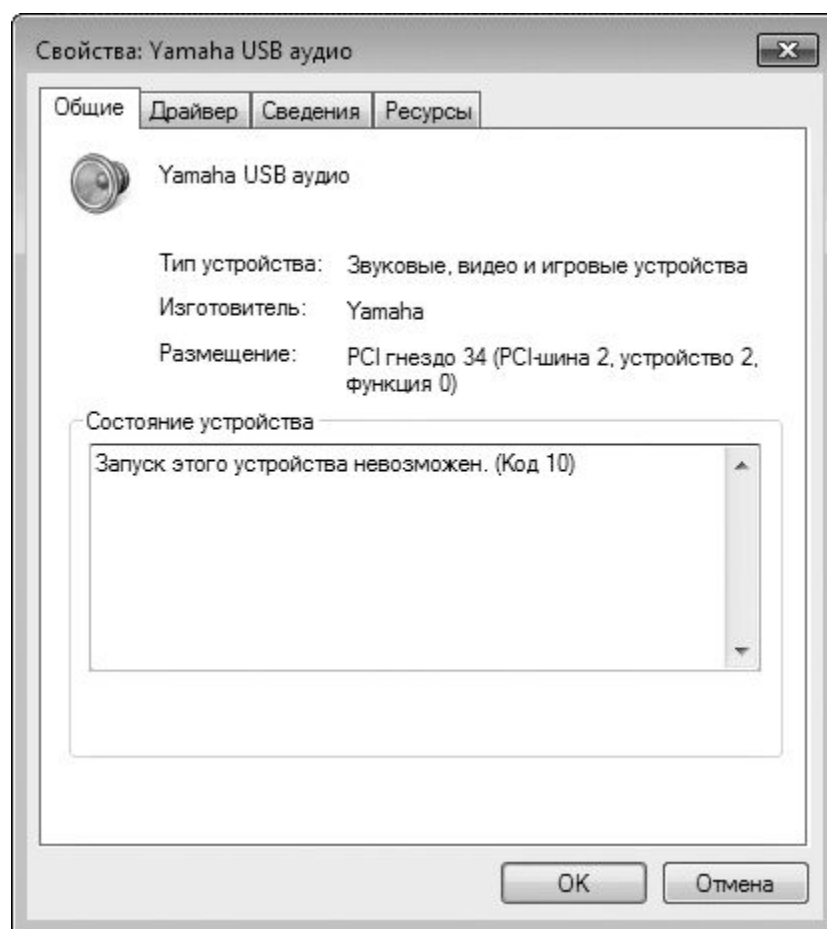 Свойства: Yamaha USB аудио
Общие
Драйвер
Сведения
Ресурсы
Yamaha USB аудио
Тип устройства: Звуковые, видео и игровые устройства
Изготовитель: Yamaha
Размещение: PCI гнездо 34 (PCI-шина 2, устройство 2,
функция 0)
Состояние устройства
Запуск этого устройства невозможен. (Код 10)
OK
Отмена